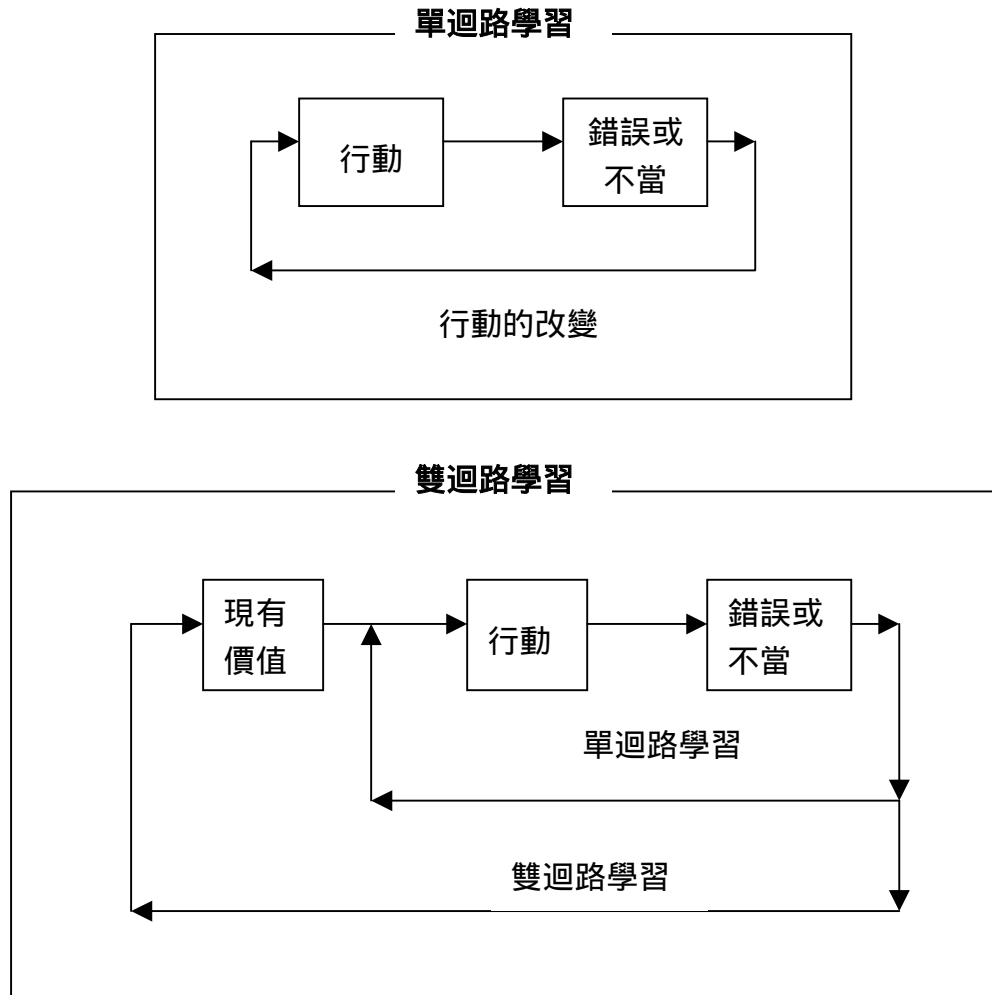 單迴路學習
行動
錯誤或
不當
行動的改變
雙迴路學習
現有
價值
行動
錯誤或
不當
單迴路學習
雙迴路學習